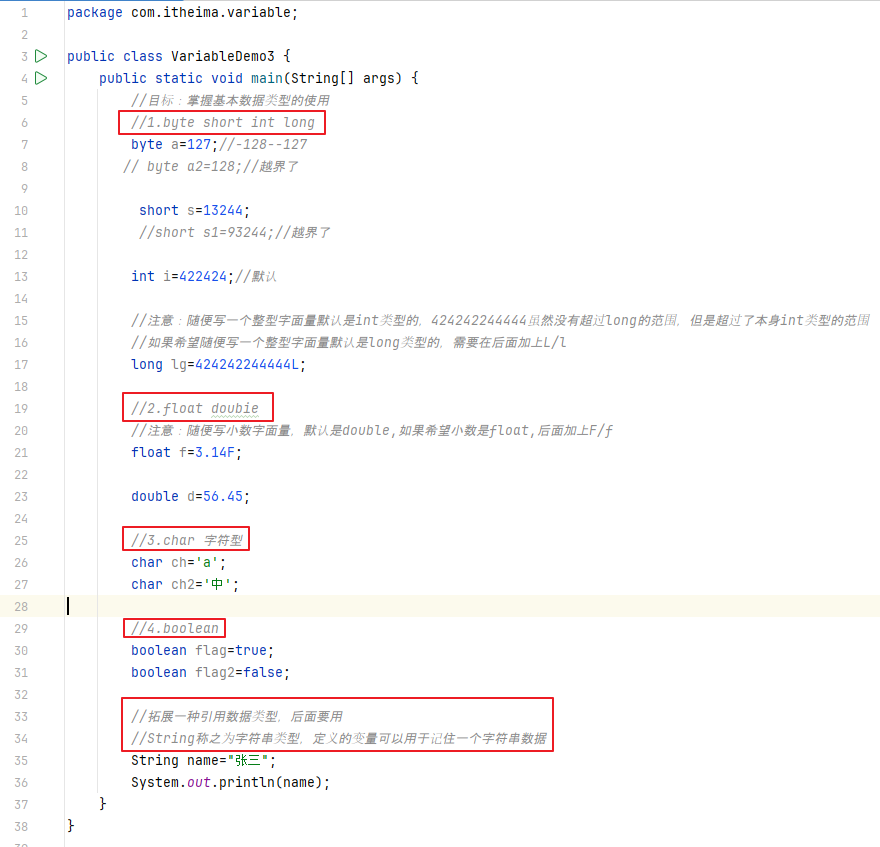 1 package com.itheima.variable;
2
3 public class VariableDemo3 {
4 public static void main(String[] args) {
5 //目标：掌握基本数据类型的使用
6 //1.byte short int long
7 byte a=127;//-128--127
8 // byte a2=128;//越界了
9
10 short s=13244;
11 //short s1=93244;//越界了
12
13 int i=422424;//默认
14
15 //注意：随便写一个整型字面量默认是int类型的，424242244444虽然没有超过long的范围，但是超过了本身int类型的范围
16 //如果希望随便写一个整型字面量默认是long类型的，需要在后面加上L/l
17 long lg=424242244444L;
18
19 //2.float doubie
20 //注意：随便写小数字面量，默认是double,如果希望小数是float,后面加上F/f
21 float f=3.14F;
22
23 double d=56.45;
24
25 //3.char 字符型
26 char ch='a';
27 char ch2='中';
28
29 //4.boolean
30 boolean flag=true;
31 boolean flag2=false;
32
33 //拓展一种引用数据类型，后面要用
34 //String称之为字符串类型，定义的变量可以用于记住一个字符串数据
35 String name="张三";
36 System.out.println(name);
37 }
38 }